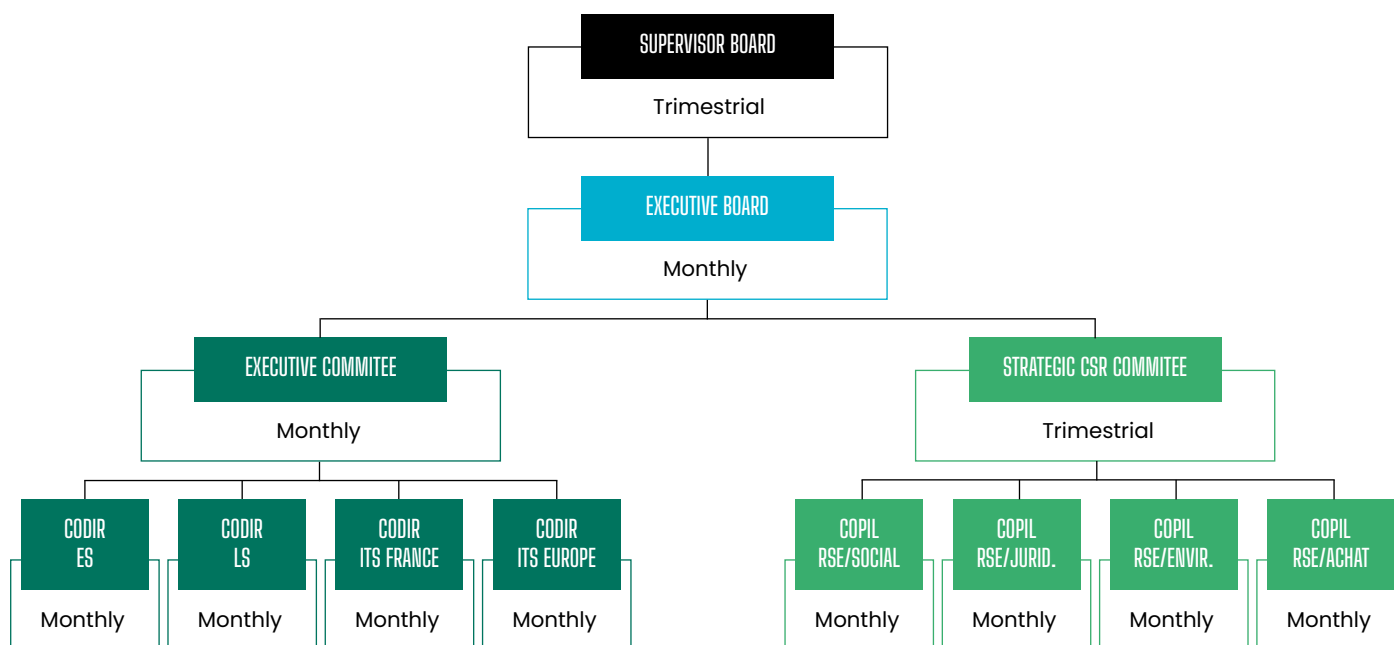 SUPERVISOR BOARD
Trimestrial
EXECUTIVE BOARD
Monthly
EXECUTIVE COMMITEE
Monthly
STRATEGIC CSR COMMITEE
Trimestrial
CODIR
ES
Monthly
CODIR
LS
Monthly
CODIR
ITS FRANCE
Monthly
CODIR
ITS EUROPE
Monthly
COPIL
RSE/SOCIAL
Monthly
COPIL
RSE/JURID.
Monthly
COPIL
RSE/ENVIR.
Monthly
COPIL
RSE/ACHAT
Monthly